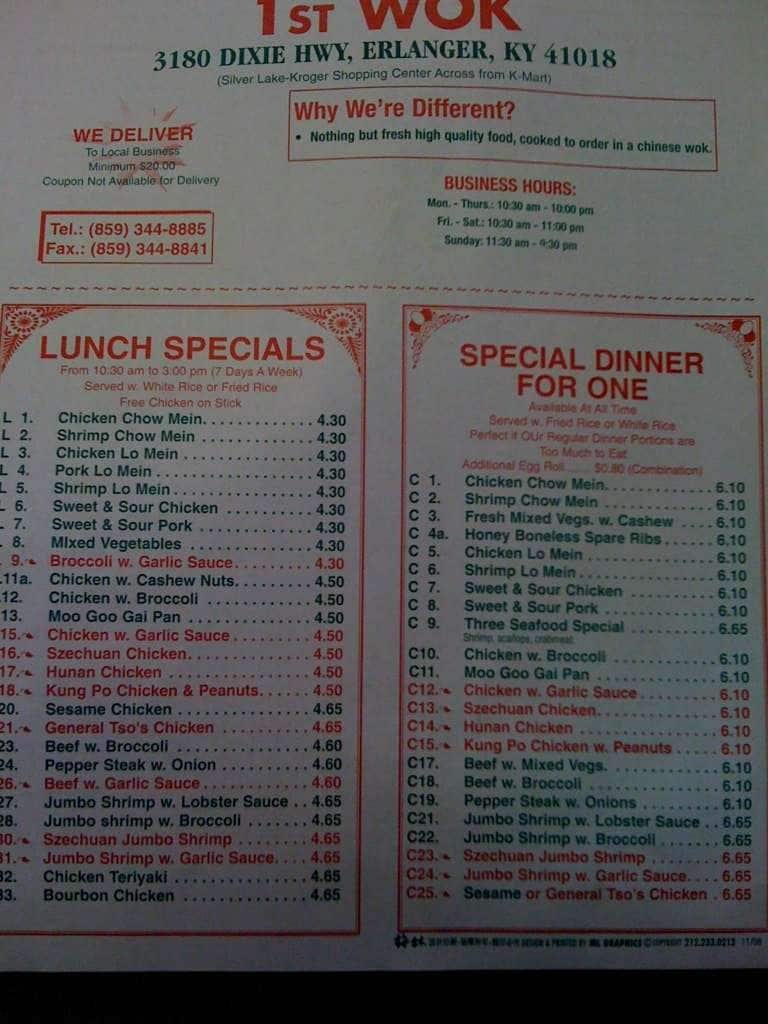 1ST WOK
3180 DIXIE HWY, ERLANGER, KY 41018
(Silver Lake-Kroger Shopping Center Across from K-Mart)
WE DELIVER
To Local Business
Minimum $20.00
Coupon Not Available for Delivery
Tel.: (859) 344-8885
Fax.: (859) 344-8841
Why We're Different?
• Nothing but fresh high quality food, cooked to order in a chinese wok.
BUSINESS HOURS:
Mon. - Thurs.: 10:30 am - 10:00 pm
Fri. - Sat.: 10:30 am - 11:00 pm
Sunday: 11:30 am - 9:30 pm
LUNCH SPECIALS
From 10:30 am to 3:00 pm (7 Days A Week)
Served w. White Rice or Fried Rice
Free Chicken on Stick
L 1. Chicken Chow Mein. . . . . . . . . . . . 4.30
L 2. Shrimp Chow Mein . . . . . . . . . . . . 4.30
L 3. Chicken Lo Mein . . . . . . . . . . . . . 4.30
L 4. Pork Lo Mein . . . . . . . . . . . . . . . . 4.30
L 5. Shrimp Lo Mein . . . . . . . . . . . . . . 4.30
L 6. Sweet & Sour Chicken . . . . . . . . . 4.30
L 7. Sweet & Sour Pork . . . . . . . . . . . . 4.30
8. MIxed Vegetables . . . . . . . . . . . . . 4.30
9. Broccoli w. Garlic Sauce. . . . . . . . 4.30
.11a. Chicken w. Cashew Nuts. . . . . . . . 4.50
.12. Chicken w. Broccoli . . . . . . . . . . . 4.50
13. Moo Goo Gai Pan . . . . . . . . . . . . . 4.50
15. Chicken w. Garlic Sauce . . . . . . . . 4.50
16. Szechuan Chicken. . . . . . . . . . . . . 4.50
17. Hunan Chicken . . . . . . . . . . . . . . . 4.50
18. Kung Po Chicken & Peanuts. . . . . . 4.50
20. Sesame Chicken . . . . . . . . . . . . . . 4.65
21. General Tso's Chicken . . . . . . . . . . 4.65
23. Beef w. Broccoli . . . . . . . . . . . . . . 4.60
24. Pepper Steak w. Onion . . . . . . . . . . 4.60
26. Beef w. Garlic Sauce . . . . . . . . . . . 4.60
27. Jumbo Shrimp w. Lobster Sauce . . 4.65
28. Jumbo shrimp w. Broccoli . . . . . . . 4.65
30. Szechuan Jumbo Shrimp . . . . . . . . 4.65
31. Jumbo Shrimp w. Garlic Sauce. . . . 4.65
32. Chicken Teriyaki . . . . . . . . . . . . . . 4.65
33. Bourbon Chicken . . . . . . . . . . . . . . 4.65
SPECIAL DINNER
FOR ONE
Available At All Time
Served w. Fried Rice or White Rice
Perfect if OUr Regular Dinner Portions are
Too Much to Eat
Additional Egg Roll....... $0.80 (Combination)
C 1. Chicken Chow Mein. . . . . . . . . . . . 6.10
C 2. Shrimp Chow Mein . . . . . . . . . . . . 6.10
C 3. Fresh Mixed Vegs. w. Cashew . . . . 6.10
C 4a. Honey Boneless Spare Ribs. . . . . . 6.10
C 5. Chicken Lo Mein . . . . . . . . . . . . . . 6.10
C 6. Shrimp Lo Mein. . . . . . . . . . . . . . . 6.10
C 7. Sweet & Sour Chicken . . . . . . . . . . 6.10
C 8. Sweet & Sour Pork . . . . . . . . . . . . 6.10
C 9. Three Seafood Special . . . . . . . . . . 6.65
Shrimp, scallops, crabmeat
C10. Chicken w. Broccoli . . . . . . . . . . . . 6.10
C11. Moo Goo Gai Pan . . . . . . . . . . . . . 6.10
C12. Chicken w. Garlic Sauce . . . . . . . . 6.10
C13. Szechuan Chicken. . . . . . . . . . . . . 6.10
C14. Hunan Chicken . . . . . . . . . . . . . . . 6.10
C15. Kung Po Chicken w. Peanuts . . . . . 6.10
C17. Beef w. Mixed Vegs. . . . . . . . . . . . 6.10
C18. Beef w. Broccoli . . . . . . . . . . . . . . 6.10
C19. Pepper Steak w. Onions . . . . . . . . . 6.10
C21. Jumbo Shrimp w. Lobster Sauce . . 6.65
C22. Jumbo Shrimp w. Broccoli . . . . . . . 6.65
C23. Szechuan Jumbo Shrimp . . . . . . . . 6.65
C24. Jumbo Shrimp w. Garlic Sauce. . . . 6.65
C25. Sesame or General Tso's Chicken . 6.65
DESIGN & PRINTED BY ML GRAPHICS © COPYRIGHT 212.233.0213 11/08